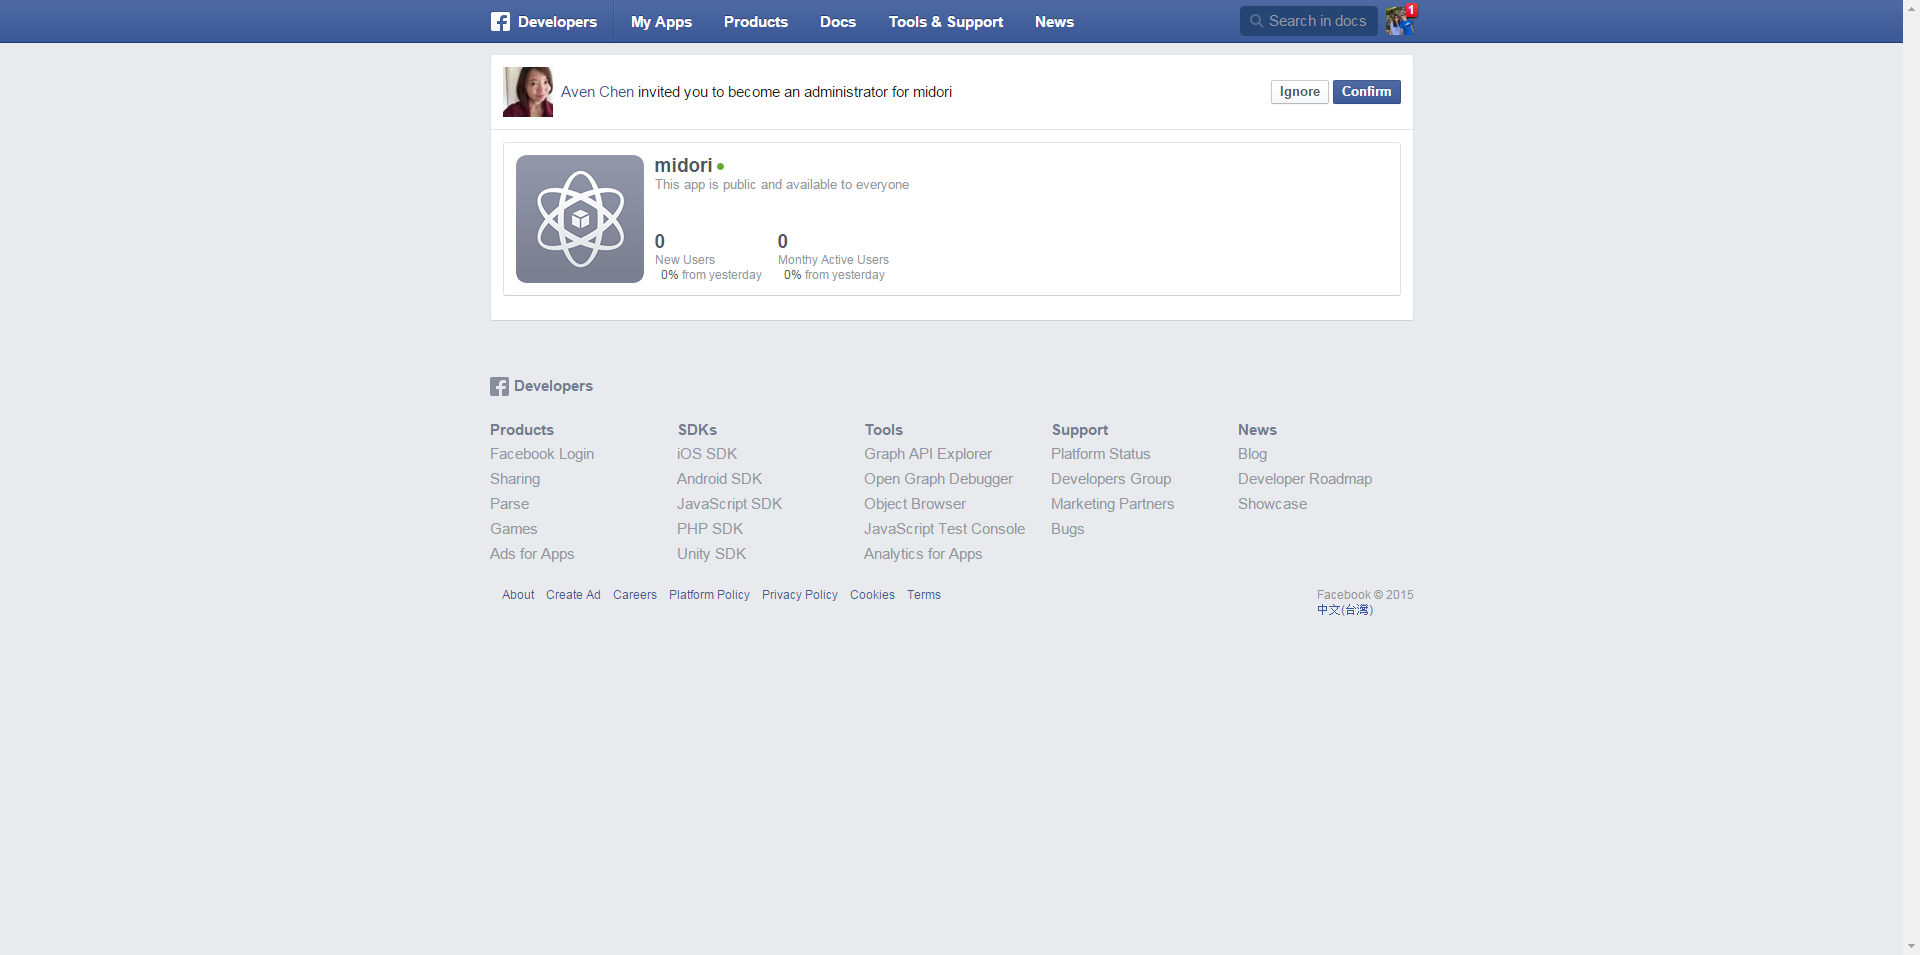 Developers My Apps Products Docs Tools & Support News Search in docs 1
Aven Chen invited you to become an administrator for midori Ignore Confirm
midori
This app is public and available to everyone
0 0
New Users Monthy Active Users
0% from yesterday 0% from yesterday
Developers
Products SDKs Tools Support News
Facebook Login iOS SDK Graph API Explorer Platform Status Blog
Sharing Android SDK Open Graph Debugger Developers Group Developer Roadmap
Parse JavaScript SDK Object Browser Marketing Partners Showcase
Games PHP SDK JavaScript Test Console Bugs
Ads for Apps Unity SDK Analytics for Apps
About Create Ad Careers Platform Policy Privacy Policy Cookies Terms Facebook © 2015
中文(台灣)